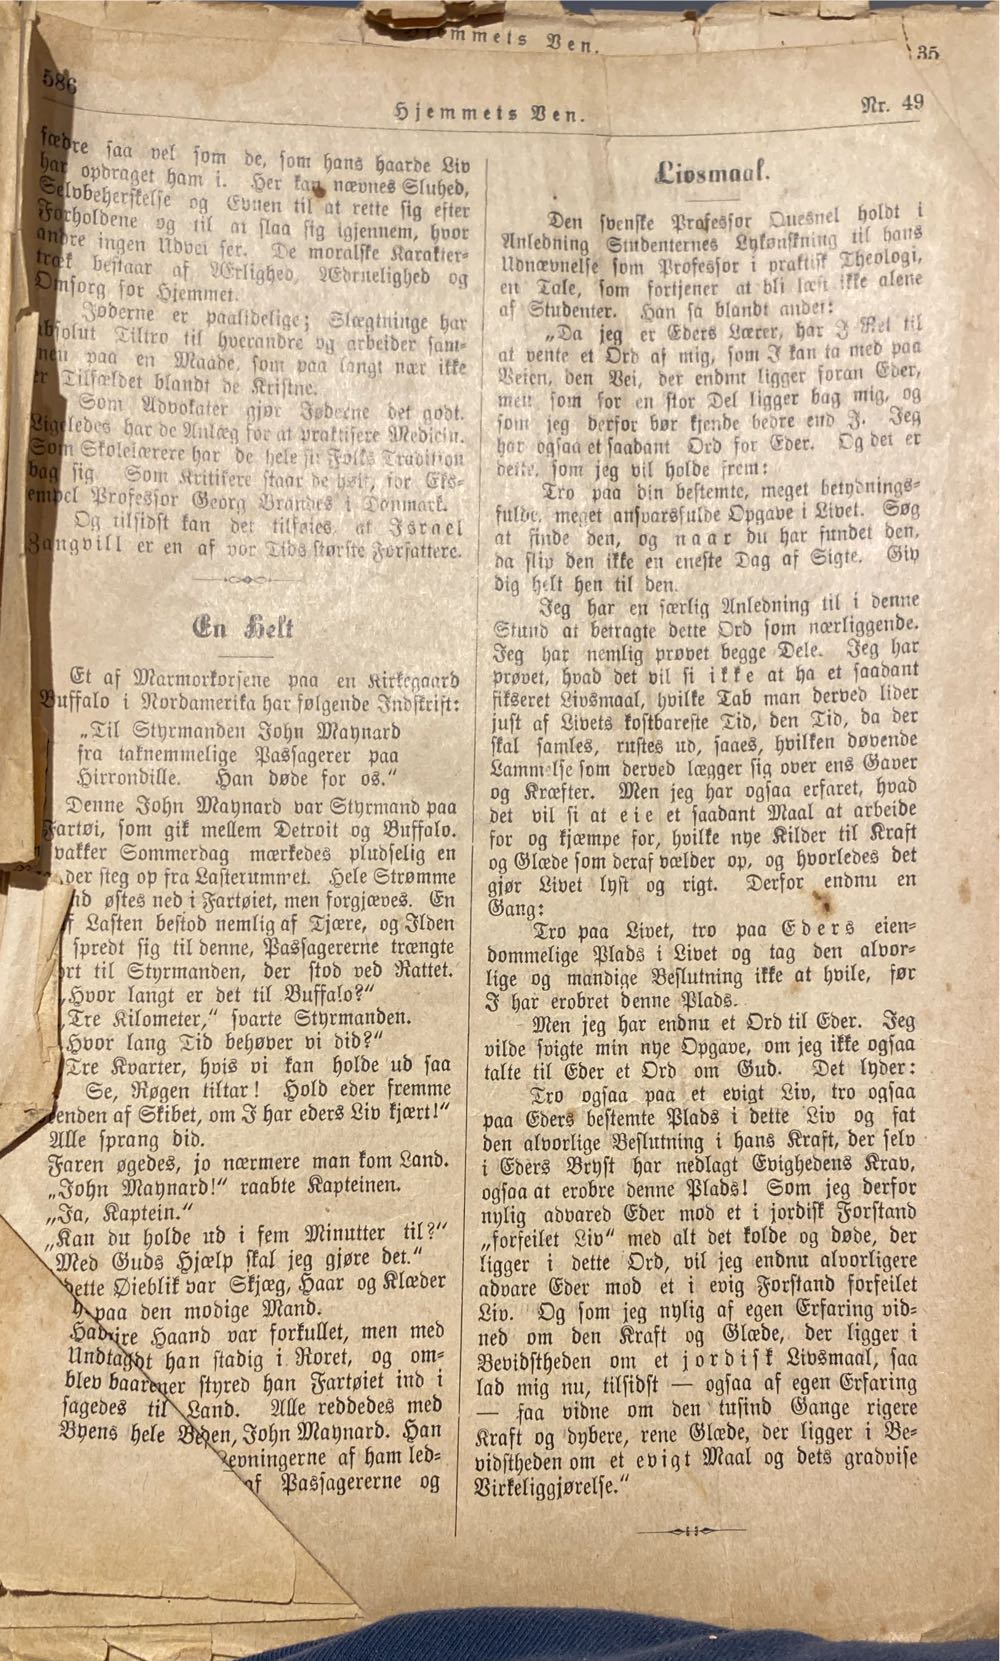 Hjemmets Ven.
35
586
Hjemmets Ven.
Nr. 49
fædre saa vel som de, som hans haarde Liv
har opdraget ham i. Her kan nævnes Sluhed,
Selvbeherskelse og Evnen til at rette sig efter
Forholdene og til at slaa sig igjennem, hvor
andre ingen Udvei ser. De moralske Karakter=
træk bestaar af Ærlighed, Ædruelighed og
Omsorg for Hjemmet.
Jøderne er paalidelige; Slægtninge har
absolut Tiltro til hverandre og arbeider sam=
men paa en Maade, som paa langt nær ikke
er Tilfældet blandt de Kristne.
Som Advokater gjør Jøderne det godt.
Ligeledes har de Anlæg for at praktisere Medicin.
Som Skolelærere har de hele sit Folks Tradition
bag sig. Som Kritikere staar de høit, for Eks=
empel Professor Georg Brandes i Danmark.
Og tilsidst kan det tilføies, at Israel
Zangvill er en af vor Tids største Forfattere.
En Helt
Et af Marmorkorsene paa en Kirkegaard
Buffalo i Nordamerika har følgende Indskrift:
„Til Styrmanden John Maynard
fra taknemmelige Passagerer paa
Hirrondille. Han døde for os.“
Denne John Maynard var Styrmand paa
Fartøi, som gik mellem Detroit og Buffalo.
vakker Sommerdag mærkedes pludselig en
der steg op fra Lasterummet. Hele Strømme
nd østes ned i Fartøiet, men forgjæves. En
f Lasten bestod nemlig af Tjære, og Ilden
spredt sig til denne, Passagererne trængte
ort til Styrmanden, der stod ved Rattet.
„Hvor langt er det til Buffalo?“
„Tre Kilometer,“ svarte Styrmanden.
„Hvor lang Tid behøver vi did?“
Tre Kvarter, hvis vi kan holde ud saa
Se, Røgen tiltar! Hold eder fremme
enden af Skibet, om I har eders Liv kjært!“
Alle sprang did.
Faren øgedes, jo nærmere man kom Land.
„John Maynard!“ raabte Kapteinen.
„Ja, Kaptein.“
„Kan du holde ud i fem Minutter til?“
„Med Guds Hjælp skal jeg gjøre det.“
dette Øieblik var Skjæg, Haar og Klæder
paa den modige Mand.
ire Haand var forkullet, men med
dt han stadig i Roret, og om=
Undtag
blev baarener styred han Fartøiet ind i
sagedes til Land. Alle reddedes med
Byens hele Beden, John Maynard. Han
levningerne af ham led=
af Passagererne og
Livsmaal.
Den svenske Professor Quesnel holdt i
Anledning Studenternes Lykønskning til hans
Udnævnelse som Professor i praktisk Theologi,
en Tale, som fortjener at bli læst ikke alene
af Studenter. Han sa blandt andet:
„Da jeg er Eders Lærer, har I Ret til
at vente et Ord af mig, som I kan ta med paa
Veien, den Vei, der endnu ligger foran Eder,
men som for en stor Del ligger bag mig, og
som jeg derfor bør kjende bedre end I. Jeg
har ogsaa et saadant Ord for Eder. Og det er
dette, som jeg vil holde frem:
Tro paa din bestemte, meget betydnings=
fulde, meget ansvarsfulde Opgave i Livet. Søg
at finde den, og naar du har fundet den,
da slip den ikke en eneste Dag af Sigte. Giv
dig helt hen til den.
Jeg har en særlig Anledning til i denne
Stund at betragte dette Ord som nærliggende.
Jeg har nemlig prøvet begge Dele. Jeg har
prøvet, hvad det vil si ikke at ha et saadant
fikseret Livsmaal, hvilke Tab man derved lider
just af Livets kostbareste Tid, den Tid, da der
skal samles, rustes ud, saaes, hvilken døvende
Lammelse som derved lægger sig over ens Gaver
og Kræfter. Men jeg har ogsaa erfaret, hvad
det vil si at eie et saadant Maal at arbeide
for og kjæmpe for, hvilke nye Kilder til Kraft
og Glæde som deraf vælder op, og hvorledes det
gjør Livet lyst og rigt. Derfor endnu en
Gang:
Tro paa Livet, tro paa Eders eien=
dommelige Plads i Livet og tag den alvor=
lige og mandige Beslutning ikke at hvile, før
I har erobret denne Plads.
Men jeg har endnu et Ord til Eder. Jeg
vilde svigte min nye Opgave, om jeg ikke ogsaa
talte til Eder et Ord om Gud. Det lyder:
Tro ogsaa paa et evigt Liv, tro ogsaa
paa Eders bestemte Plads i dette Liv og fat
den alvorlige Beslutning i hans Kraft, der selv
i Eders Bryst har nedlagt Evighedens Krav,
ogsaa at erobre denne Plads! Som jeg derfor
nylig advared Eder mod et i jordisk Forstand
„forfeilet Liv“ med alt det kolde og døde, der
ligger i dette Ord, vil jeg endnu alvorligere
advare Eder mod et i evig Forstand forfeilet
Liv. Og som jeg nylig af egen Erfaring vid=
ned om den Kraft og Glæde, der ligger i
Bevidstheden om et jordisk Livsmaal, saa
lad mig nu, tilsidst — ogsaa af egen Erfaring
— faa vidne om den tusind Gange rigere
Kraft og dybere, rene Glæde, der ligger i Be=
vidstheden om et evigt Maal og dets gradvise
Virkeliggjørelse.“